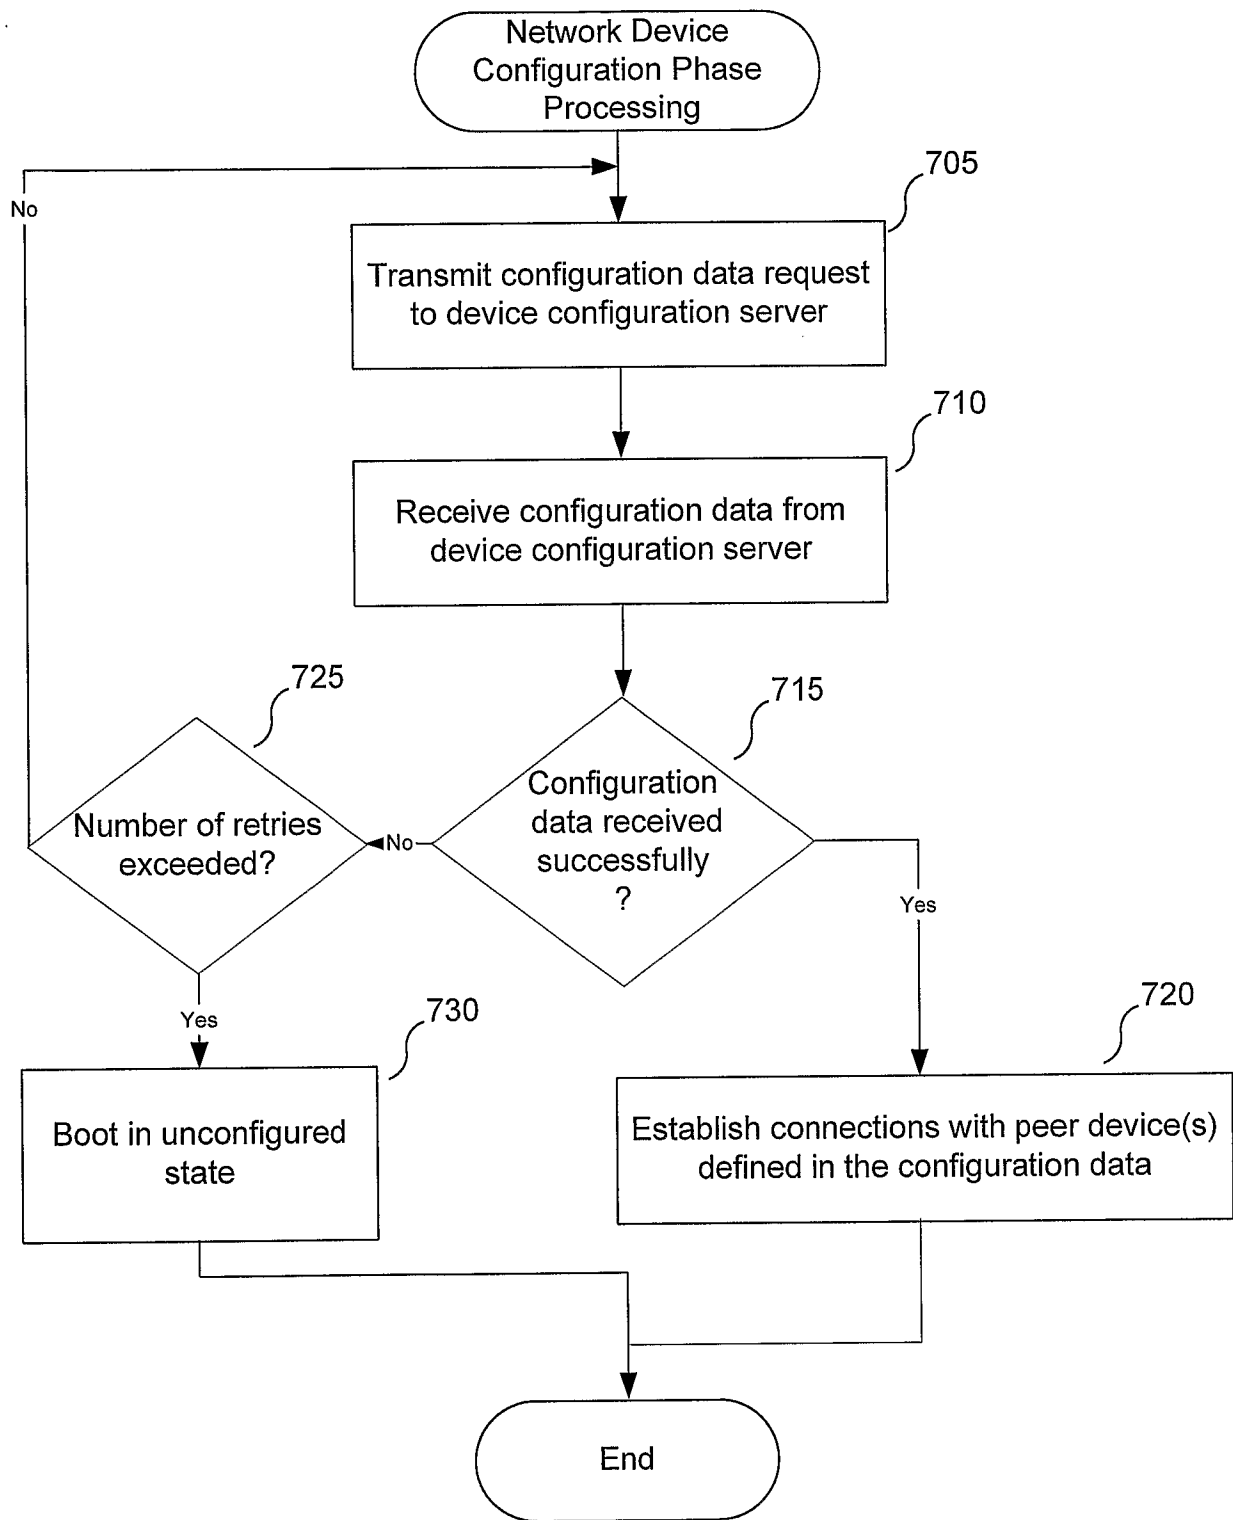 Network Device
Configuration Phase
Processing
705
No
Transmit configuration data request
to device configuration server
710
Receive configuration data from
device configuration server
725
715
Configuration
data received
successfully
?
Number of retries
exceeded?
No
Yes
Yes
730
720
Boot in unconfigured
state
Establish connections with peer device(s)
defined in the configuration data
End